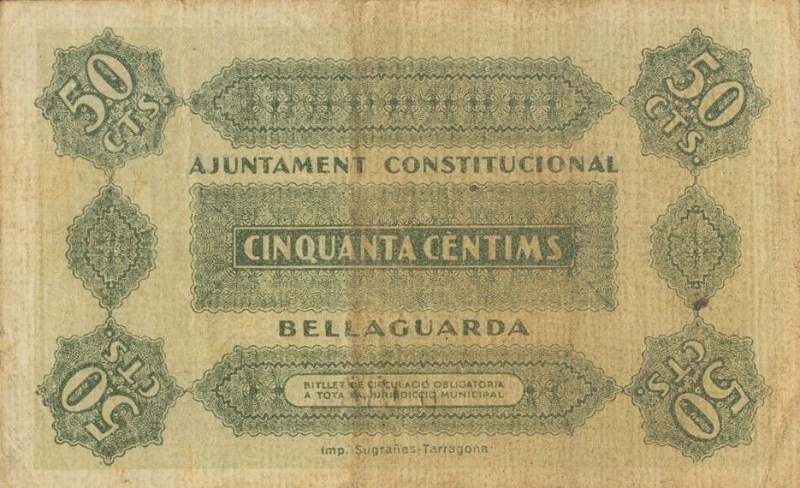 50
CTS.
50
CTS.
AJUNTAMENT CONSTITUCIONAL
CINQUANTA CÈNTIMS
BELLAGUARDA
50
CTS.
50
CTS.
BITLLET DE CIRCULACIÓ OBLIGATORIA
A TOTA LA JURISDICCIÓ MUNICIPAL
Imp. Sugrañes-Tarragona